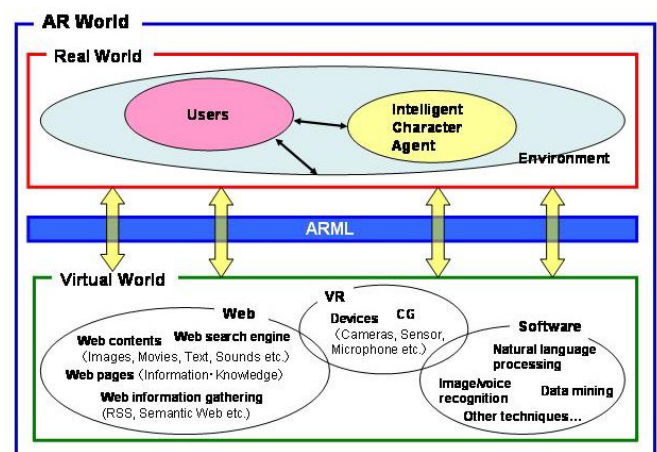 AR World
Real World
Users
Intelligent
Character
Agent
Environment
ARML
Virtual World
Web
Web contents
Web search engine
(Images, Movies, Text, Sounds etc.)
Web pages (Information・Knowledge)
Web information gathering
(RSS, Semantic Web etc.)
VR
Devices
CG
(Cameras, Sensor,
Microphone etc.)
Software
Natural language
processing
Image/voice
recognition
Data mining
Other techniques...